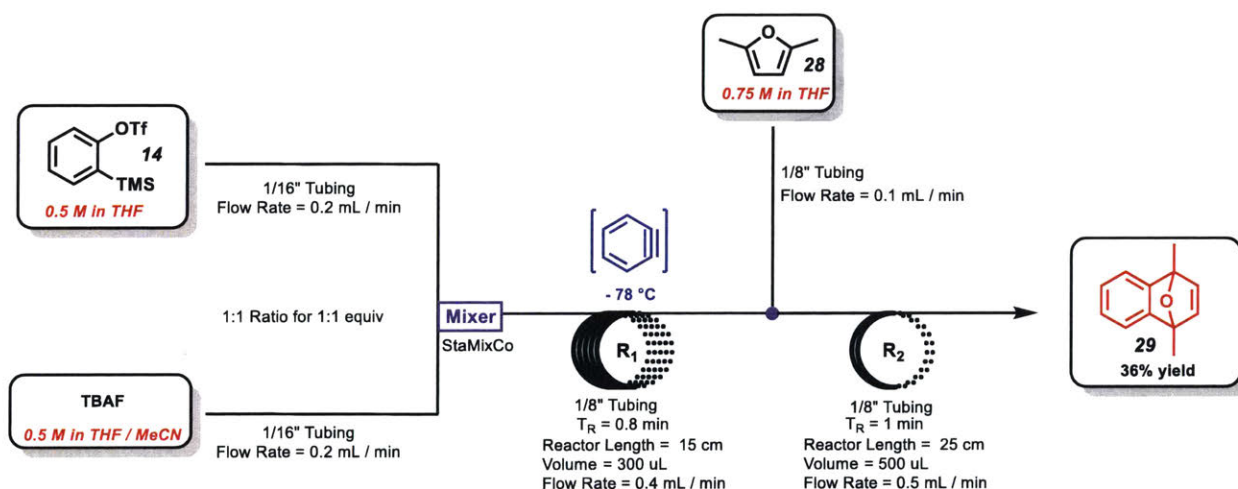 O
28
0.75 M in THF
OTf
14
TMS
0.5 M in THF
1/16" Tubing
Flow Rate = 0.2 mL / min
1/8" Tubing
Flow Rate = 0.1 mL / min
- 78 °C
1:1 Ratio for 1:1 equiv
Mixer
StaMixCo
R1
R2
O
29
36% yield
TBAF
0.5 M in THF / MeCN
1/16" Tubing
Flow Rate = 0.2 mL / min
1/8" Tubing
TR = 0.8 min
Reactor Length = 15 cm
Volume = 300 uL
Flow Rate = 0.4 mL / min
1/8" Tubing
TR = 1 min
Reactor Length = 25 cm
Volume = 500 uL
Flow Rate = 0.5 mL / min